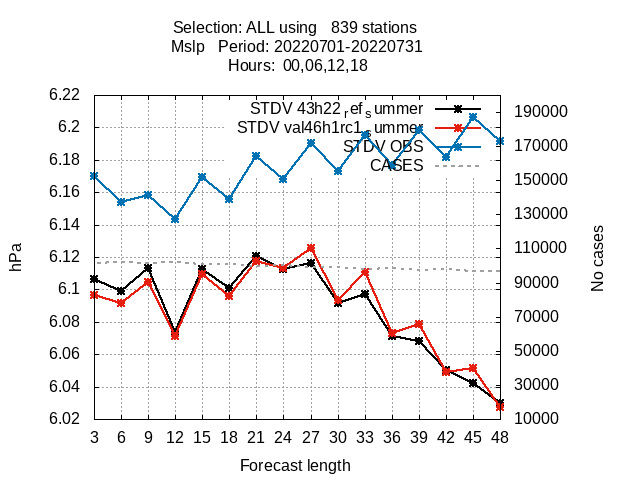 Selection: ALL using   839 stations
Mslp   Period: 20220701-20220731
Hours:  00,06,12,18
STDV 43h22refsummer
STDV val46h1rc1summer
STDV OBS
CASES
6.22
6.2
6.18
6.16
6.14
6.12
6.1
6.08
6.06
6.04
6.02
190000
170000
150000
130000
110000
90000
70000
50000
30000
10000
hPa
No cases
3 6 9 12 15 18 21 24 27 30 33 36 39 42 45 48
Forecast length